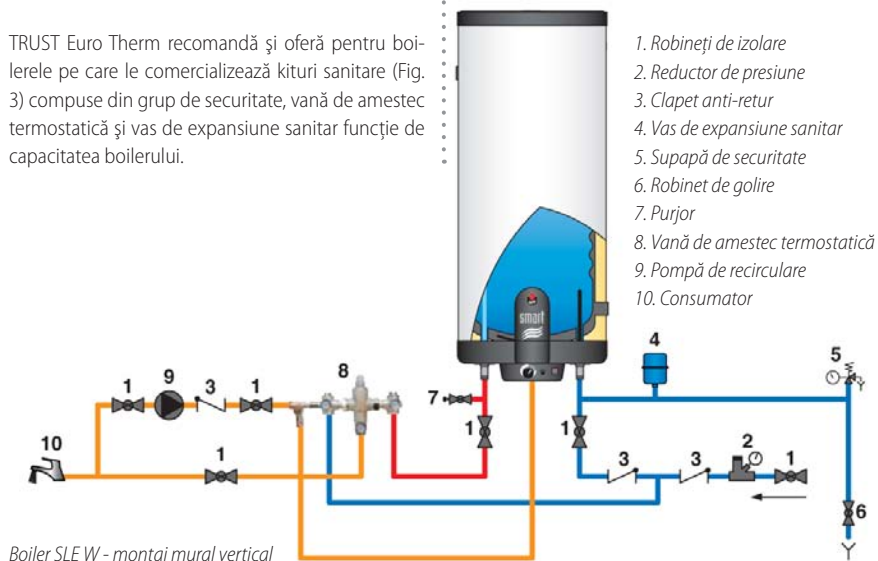 TRUST Euro Therm recomandă şi oferă pentru boi-
lerele pe care le comercializează kituri sanitare (Fig.
3) compuse din grup de securitate, vană de amestec
termostatică şi vas de expansiune sanitar funcţie de
capacitatea boilerului.
1. Robineţi de izolare
2. Reductor de presiune
3. Clapet anti-retur
4. Vas de expansiune sanitar
5. Supapă de securitate
6. Robinet de golire
7. Purjor
8. Vană de amestec termostatică
9. Pompă de recirculare
10. Consumator
smart
4
5
1 9 3 1 8
7
1 1
10 1 3 3 2 1
6
Boiler SLE W - montaj mural vertical